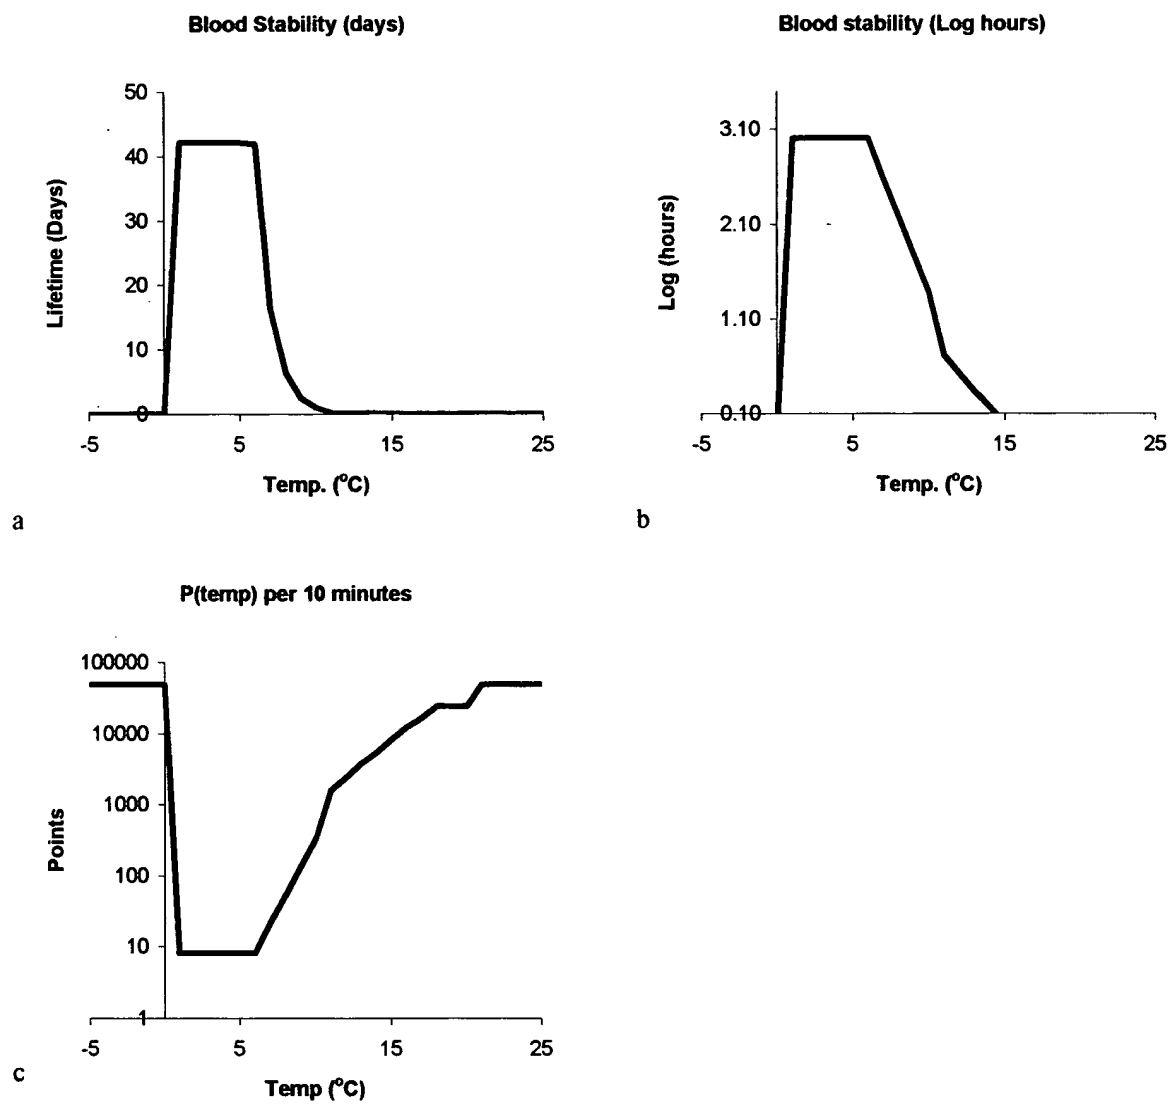 Blood Stability (days)
50
40
30
20
10
0
-5 5 15 25
Lifetime (Days)
Temp. (°C)
a
Blood stability (Log hours)
3.10
2.10
1.10
0.10
-5 5 15 25
Log (hours)
Temp. (°C)
b
P(temp) per 10 minutes
100000
10000
1000
100
10
1
-5 5 15 25
Points
Temp (°C)
c